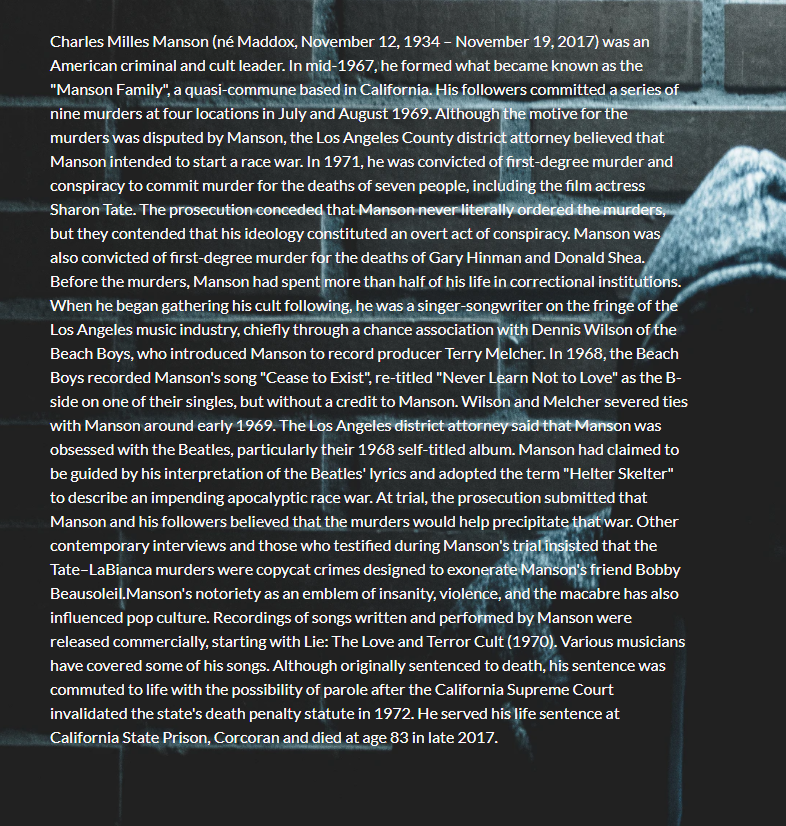 Charles Milles Manson (né Maddox, November 12, 1934 – November 19, 2017) was an
American criminal and cult leader. In mid-1967, he formed what became known as the
"Manson Family", a quasi-commune based in California. His followers committed a series of
nine murders at four locations in July and August 1969. Although the motive for the
murders was disputed by Manson, the Los Angeles County district attorney believed that
Manson intended to start a race war. In 1971, he was convicted of first-degree murder and
conspiracy to commit murder for the deaths of seven people, including the film actress
Sharon Tate. The prosecution conceded that Manson never literally ordered the murders,
but they contended that his ideology constituted an overt act of conspiracy. Manson was
also convicted of first-degree murder for the deaths of Gary Hinman and Donald Shea.
Before the murders, Manson had spent more than half of his life in correctional institutions.
When he began gathering his cult following, he was a singer-songwriter on the fringe of the
Los Angeles music industry, chiefly through a chance association with Dennis Wilson of the
Beach Boys, who introduced Manson to record producer Terry Melcher. In 1968, the Beach
Boys recorded Manson's song "Cease to Exist", re-titled "Never Learn Not to Love" as the B-
side on one of their singles, but without a credit to Manson. Wilson and Melcher severed ties
with Manson around early 1969. The Los Angeles district attorney said that Manson was
obsessed with the Beatles, particularly their 1968 self-titled album. Manson had claimed to
be guided by his interpretation of the Beatles' lyrics and adopted the term "Helter Skelter"
to describe an impending apocalyptic race war. At trial, the prosecution submitted that
Manson and his followers believed that the murders would help precipitate that war. Other
contemporary interviews and those who testified during Manson's trial insisted that the
Tate–LaBianca murders were copycat crimes designed to exonerate Manson's friend Bobby
Beausoleil.Manson's notoriety as an emblem of insanity, violence, and the macabre has also
influenced pop culture. Recordings of songs written and performed by Manson were
released commercially, starting with Lie: The Love and Terror Cult (1970). Various musicians
have covered some of his songs. Although originally sentenced to death, his sentence was
commuted to life with the possibility of parole after the California Supreme Court
invalidated the state's death penalty statute in 1972. He served his life sentence at
California State Prison, Corcoran and died at age 83 in late 2017.